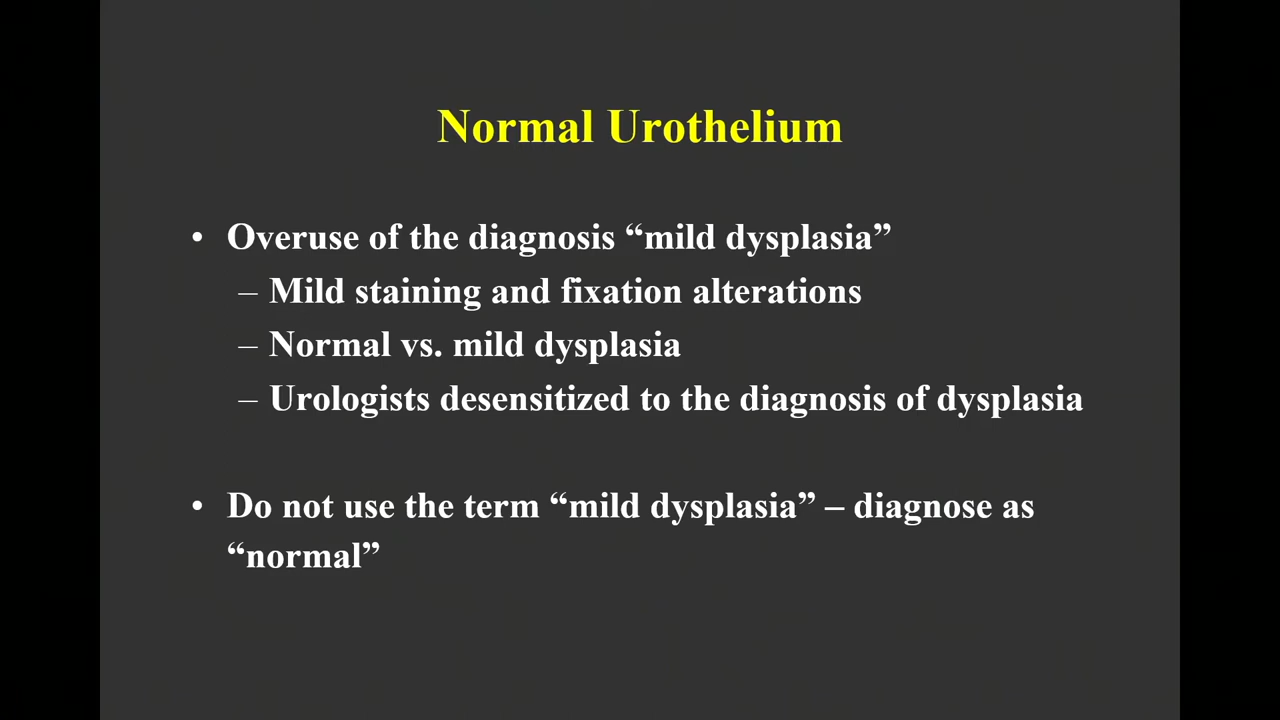 Normal Urothelium
• Overuse of the diagnosis “mild dysplasia”
– Mild staining and fixation alterations
– Normal vs. mild dysplasia
– Urologists desensitized to the diagnosis of dysplasia
• Do not use the term “mild dysplasia” – diagnose as
“normal”